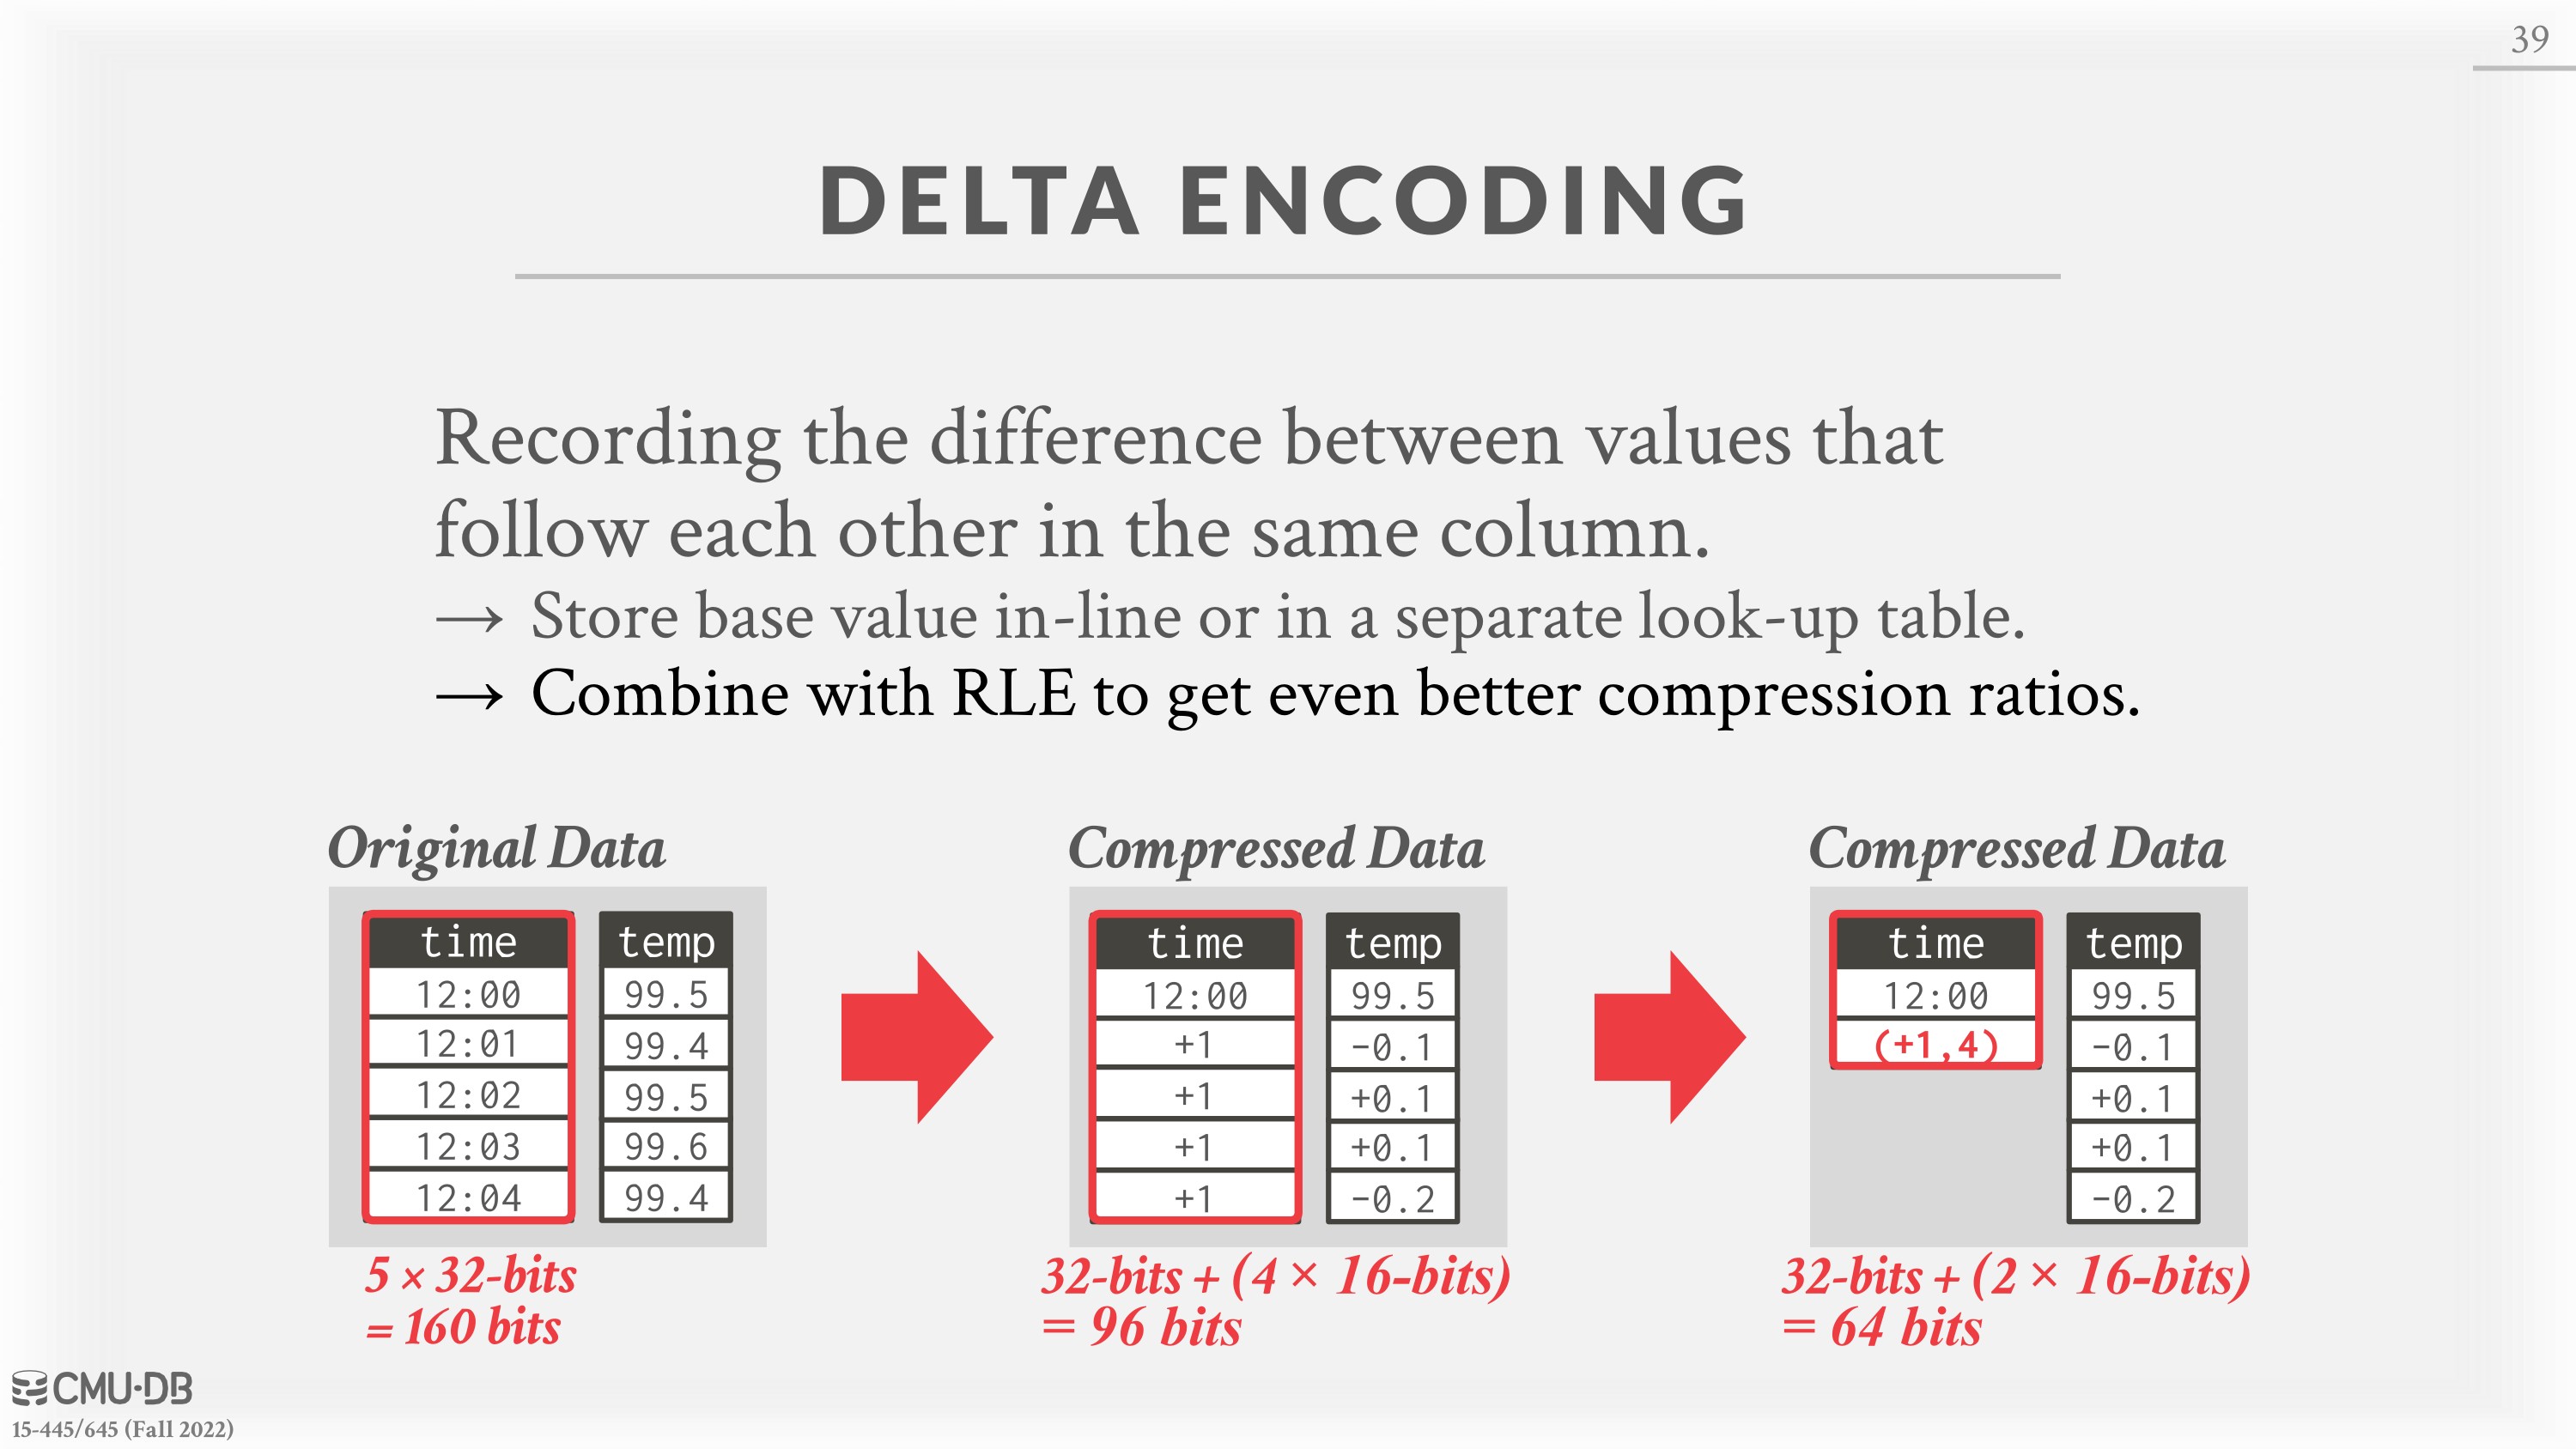 39
DELTA ENCODING
Recording the difference between values that
follow each other in the same column.
→ Store base value in-line or in a separate look-up table.
→ Combine with RLE to get even better compression ratios.
Original Data
time temp
12:00 99.5
12:01 99.4
12:02 99.5
12:03 99.6
12:04 99.4
5 × 32-bits
= 160 bits
Compressed Data
time temp
12:00 99.5
+1 -0.1
+1 +0.1
+1 +0.1
+1 -0.2
32-bits + (4 × 16-bits)
= 96 bits
Compressed Data
time temp
12:00 99.5
(+1,4) -0.1
+0.1
+0.1
-0.2
32-bits + (2 × 16-bits)
= 64 bits
CMU·DB
15-445/645 (Fall 2022)